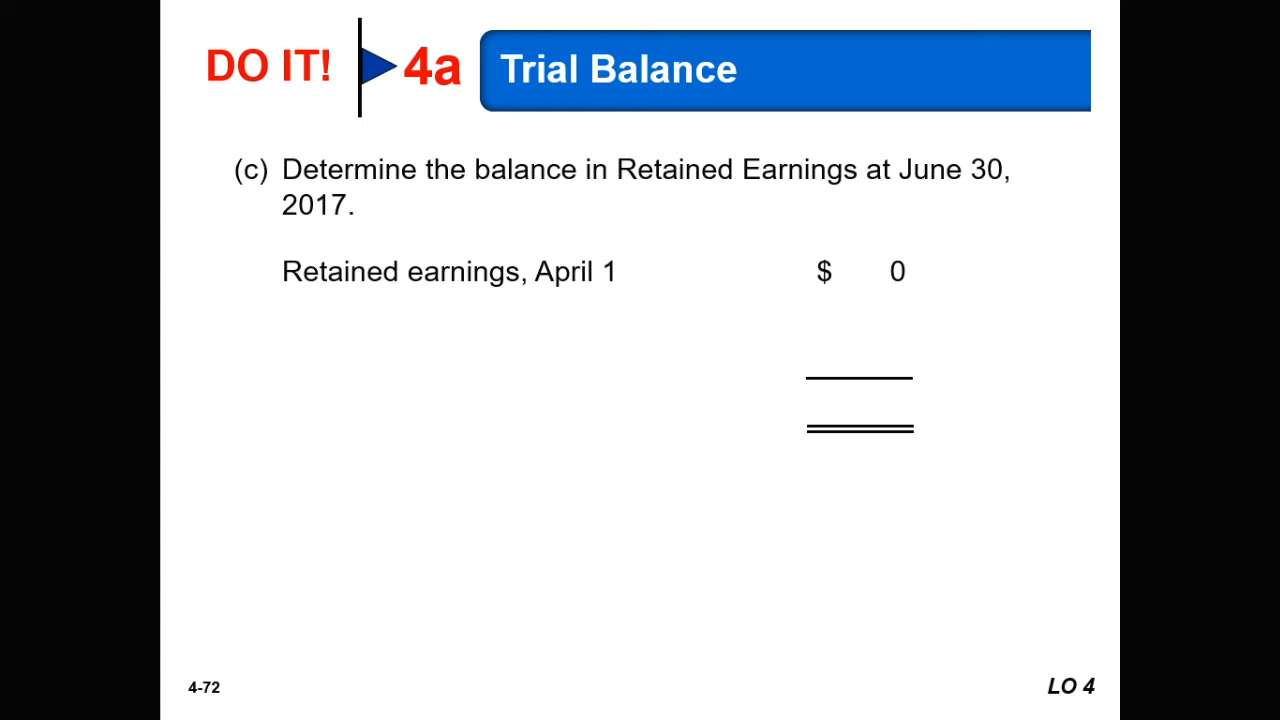 DO IT! 4a Trial Balance
(c) Determine the balance in Retained Earnings at June 30,
2017.
Retained earnings, April 1 $ 0
4-72 LO 4